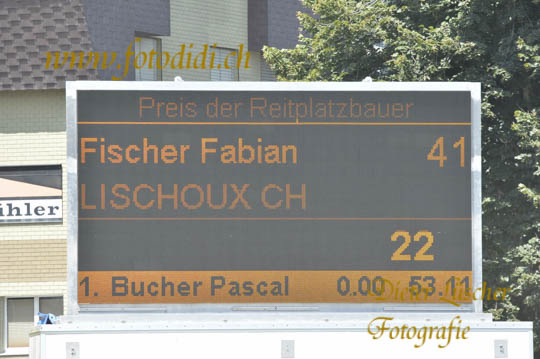 www.fotodidi.ch
Preis der Reitplatzbauer
Fischer Fabian 41
LISCHOUX CH
ühler
22
1. Bucher Pascal 0.00 53.11
Dieter Lüscher
Fotografie